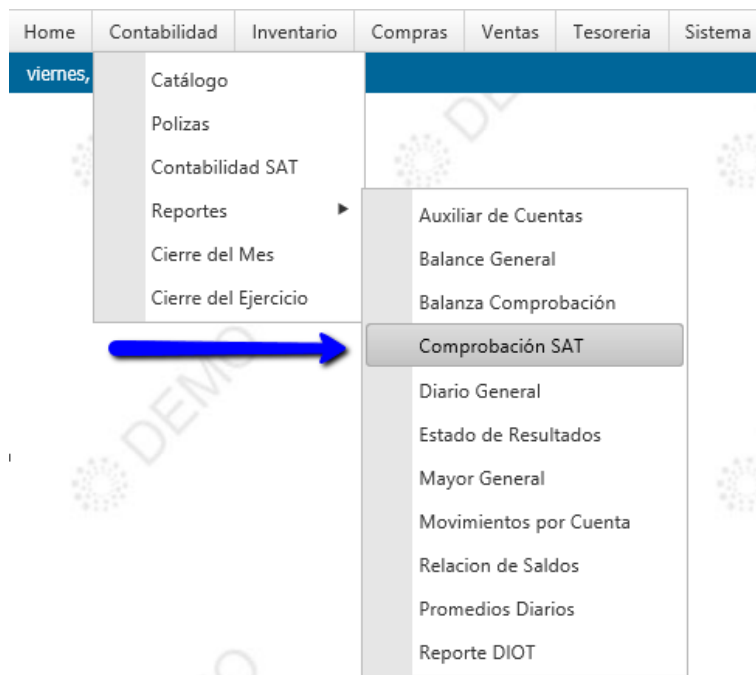 Home Contabilidad Inventario Compras Ventas Tesoreria Sistema
viernes,
Catálogo
Polizas
Contabilidad SAT
Reportes
Cierre del Mes
Cierre del Ejercicio
Auxiliar de Cuentas
Balance General
Balanza Comprobación
Comprobación SAT
Diario General
Estado de Resultados
Mayor General
Movimientos por Cuenta
Relacion de Saldos
Promedios Diarios
Reporte DIOT
DEMO